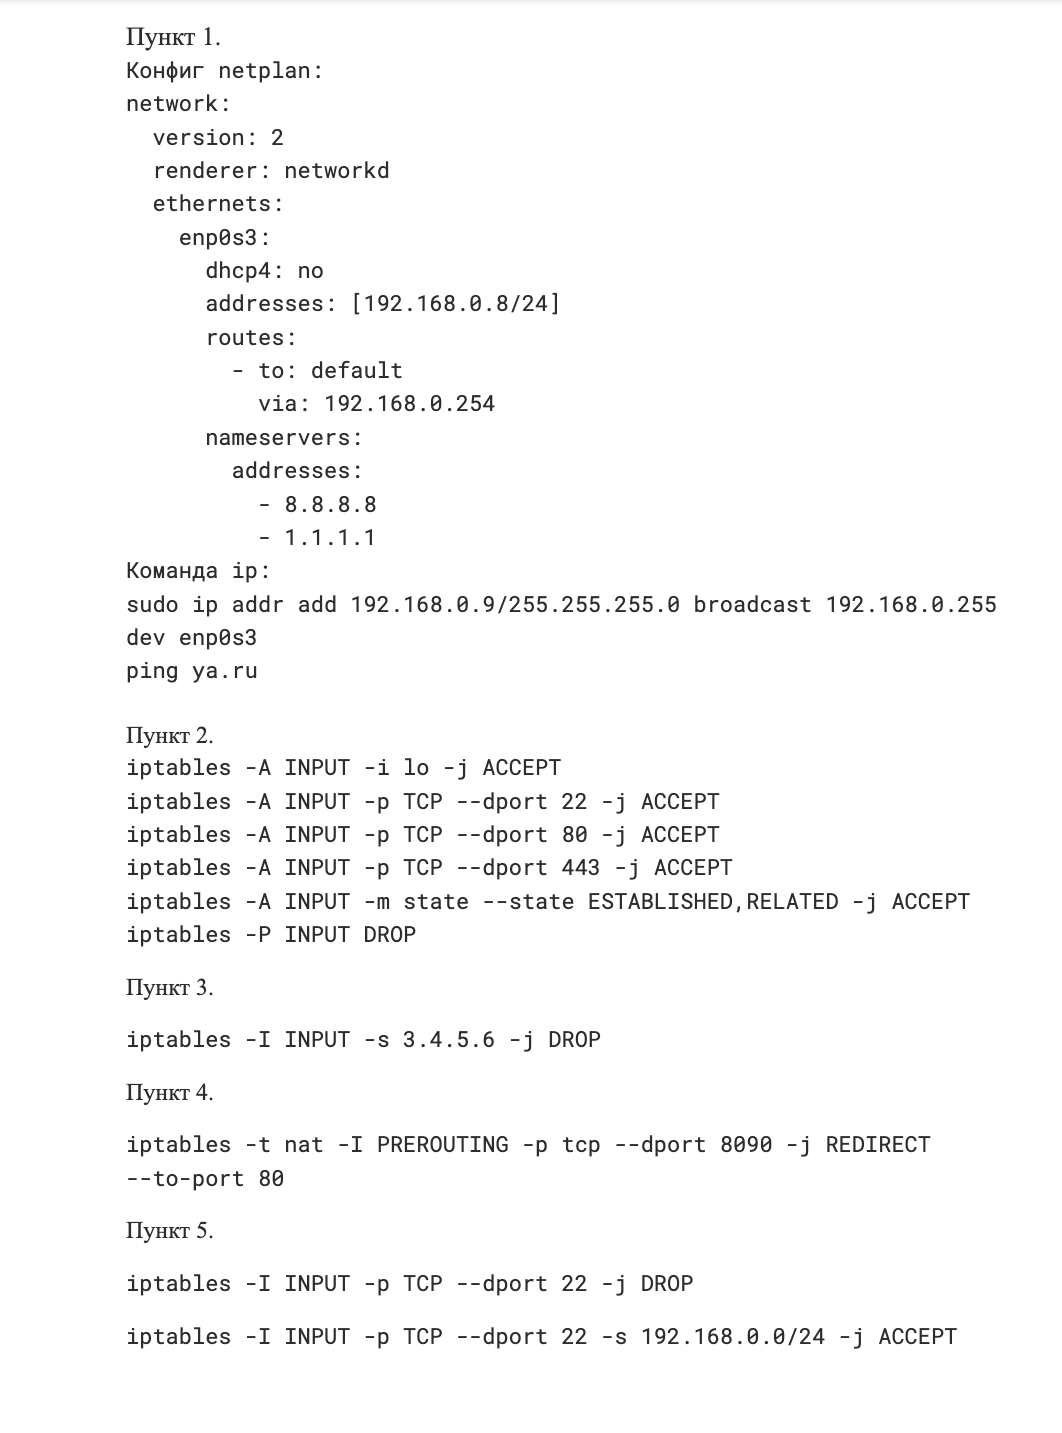 Пункт 1.
Конфиг netplan:
network:
  version: 2
  renderer: networkd
  ethernets:
    enp0s3:
      dhcp4: no
      addresses: [192.168.0.8/24]
      routes:
        - to: default
          via: 192.168.0.254
      nameservers:
        addresses:
          - 8.8.8.8
          - 1.1.1.1
Команда ip:
sudo ip addr add 192.168.0.9/255.255.255.0 broadcast 192.168.0.255
dev enp0s3
ping ya.ru
Пункт 2.
iptables -A INPUT -i lo -j ACCEPT
iptables -A INPUT -p TCP --dport 22 -j ACCEPT
iptables -A INPUT -p TCP --dport 80 -j ACCEPT
iptables -A INPUT -p TCP --dport 443 -j ACCEPT
iptables -A INPUT -m state --state ESTABLISHED,RELATED -j ACCEPT
iptables -P INPUT DROP
Пункт 3.
iptables -I INPUT -s 3.4.5.6 -j DROP
Пункт 4.
iptables -t nat -I PREROUTING -p tcp --dport 8090 -j REDIRECT
--to-port 80
Пункт 5.
iptables -I INPUT -p TCP --dport 22 -j DROP
iptables -I INPUT -p TCP --dport 22 -s 192.168.0.0/24 -j ACCEPT